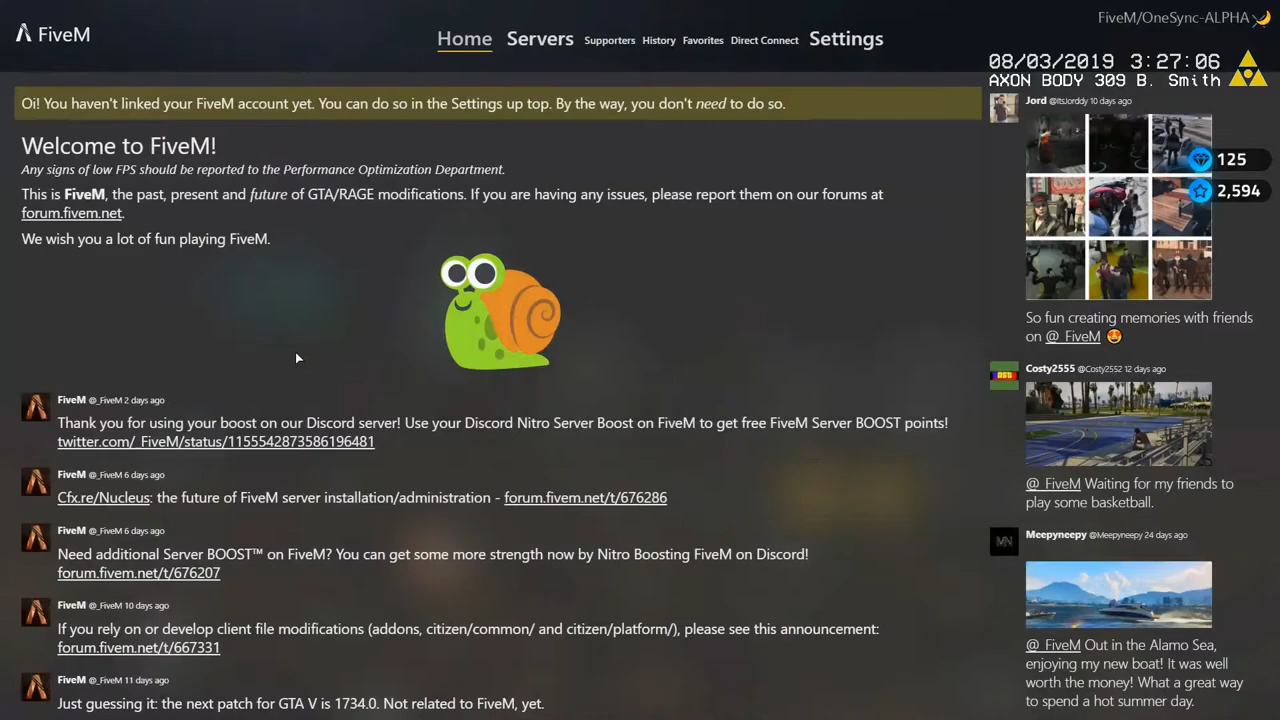 FiveM
Home Servers Supporters History Favorites Direct Connect Settings
FiveM/OneSync-ALPHA
08/03/2019 3:27:06
AXON BODY 309 B. Smith
Oi! You haven't linked your FiveM account yet. You can do so in the Settings up top. By the way, you don't need to do so.
Welcome to FiveM!
Any signs of low FPS should be reported to the Performance Optimization Department.
This is FiveM, the past, present and future of GTA/RAGE modifications. If you are having any issues, please report them on our forums at
forum.fivem.net.
We wish you a lot of fun playing FiveM.
FiveM @_FiveM 2 days ago
Thank you for using your boost on our Discord server! Use your Discord Nitro Server Boost on FiveM to get free FiveM Server BOOST points!
twitter.com/_FiveM/status/1155542873586196481
FiveM @_FiveM 6 days ago
Cfx.re/Nucleus: the future of FiveM server installation/administration - forum.fivem.net/t/676286
FiveM @_FiveM 6 days ago
Need additional Server BOOST™ on FiveM? You can get some more strength now by Nitro Boosting FiveM on Discord!
forum.fivem.net/t/676207
FiveM @_FiveM 10 days ago
If you rely on or develop client file modifications (addons, citizen/common/ and citizen/platform/), please see this announcement:
forum.fivem.net/t/667331
FiveM @_FiveM 11 days ago
Just guessing it: the next patch for GTA V is 1734.0. Not related to FiveM, yet.
Jord @ItsJorddy 10 days ago
125
2,594
So fun creating memories with friends
on @_FiveM 🤩
Costy2555 @Costy2552 12 days ago
@_FiveM Waiting for my friends to
play some basketball.
MN
Meepyneepy @Meepyneepy 24 days ago
@_FiveM Out in the Alamo Sea,
enjoying my new boat! It was well
worth the money! What a great way
to spend a hot summer day.